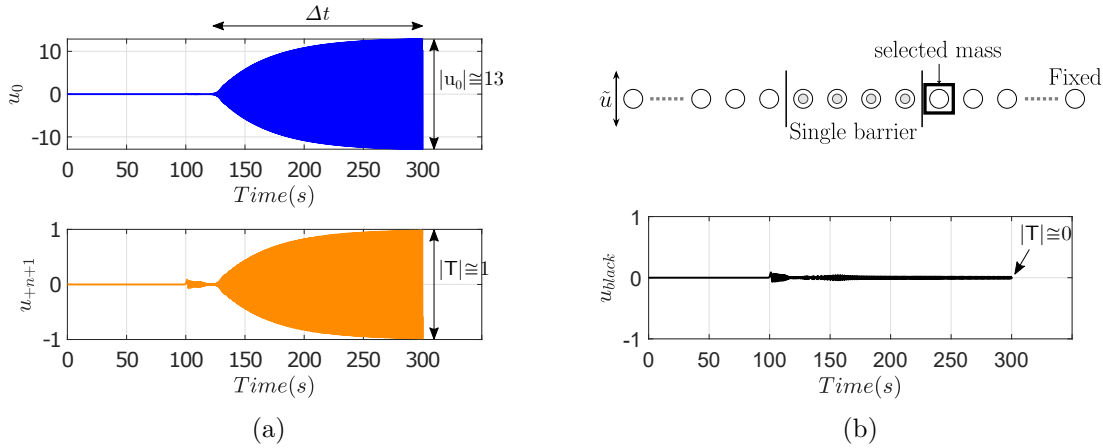 Δt
10
0
-10
u₀
|u₀|≅13
0 50 100 150 200 250 300
Time(s)
1
0
-1
u₊ₙ₊₁
|T|≅1
0 50 100 150 200 250 300
Time(s)
(a)
selected mass
Fixed
ũ
Single barrier
1
0
-1
u_black
|T|≅0
0 50 100 150 200 250 300
Time(s)
(b)